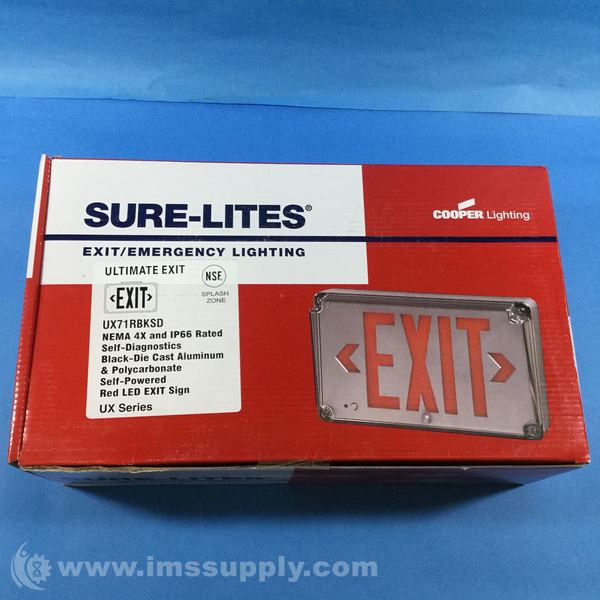 SURE-LITES®
COOPER Lighting
EXIT/EMERGENCY LIGHTING
ULTIMATE EXIT
NSF.
SPLASH
ZONE
EXIT
UX71RBKSD
NEMA 4X and IP66 Rated
Self-Diagnostics
Black-Die Cast Aluminum
& Polycarbonate
Self-Powered
Red LED EXIT Sign
UX Series
EXIT
www.imssupply.com